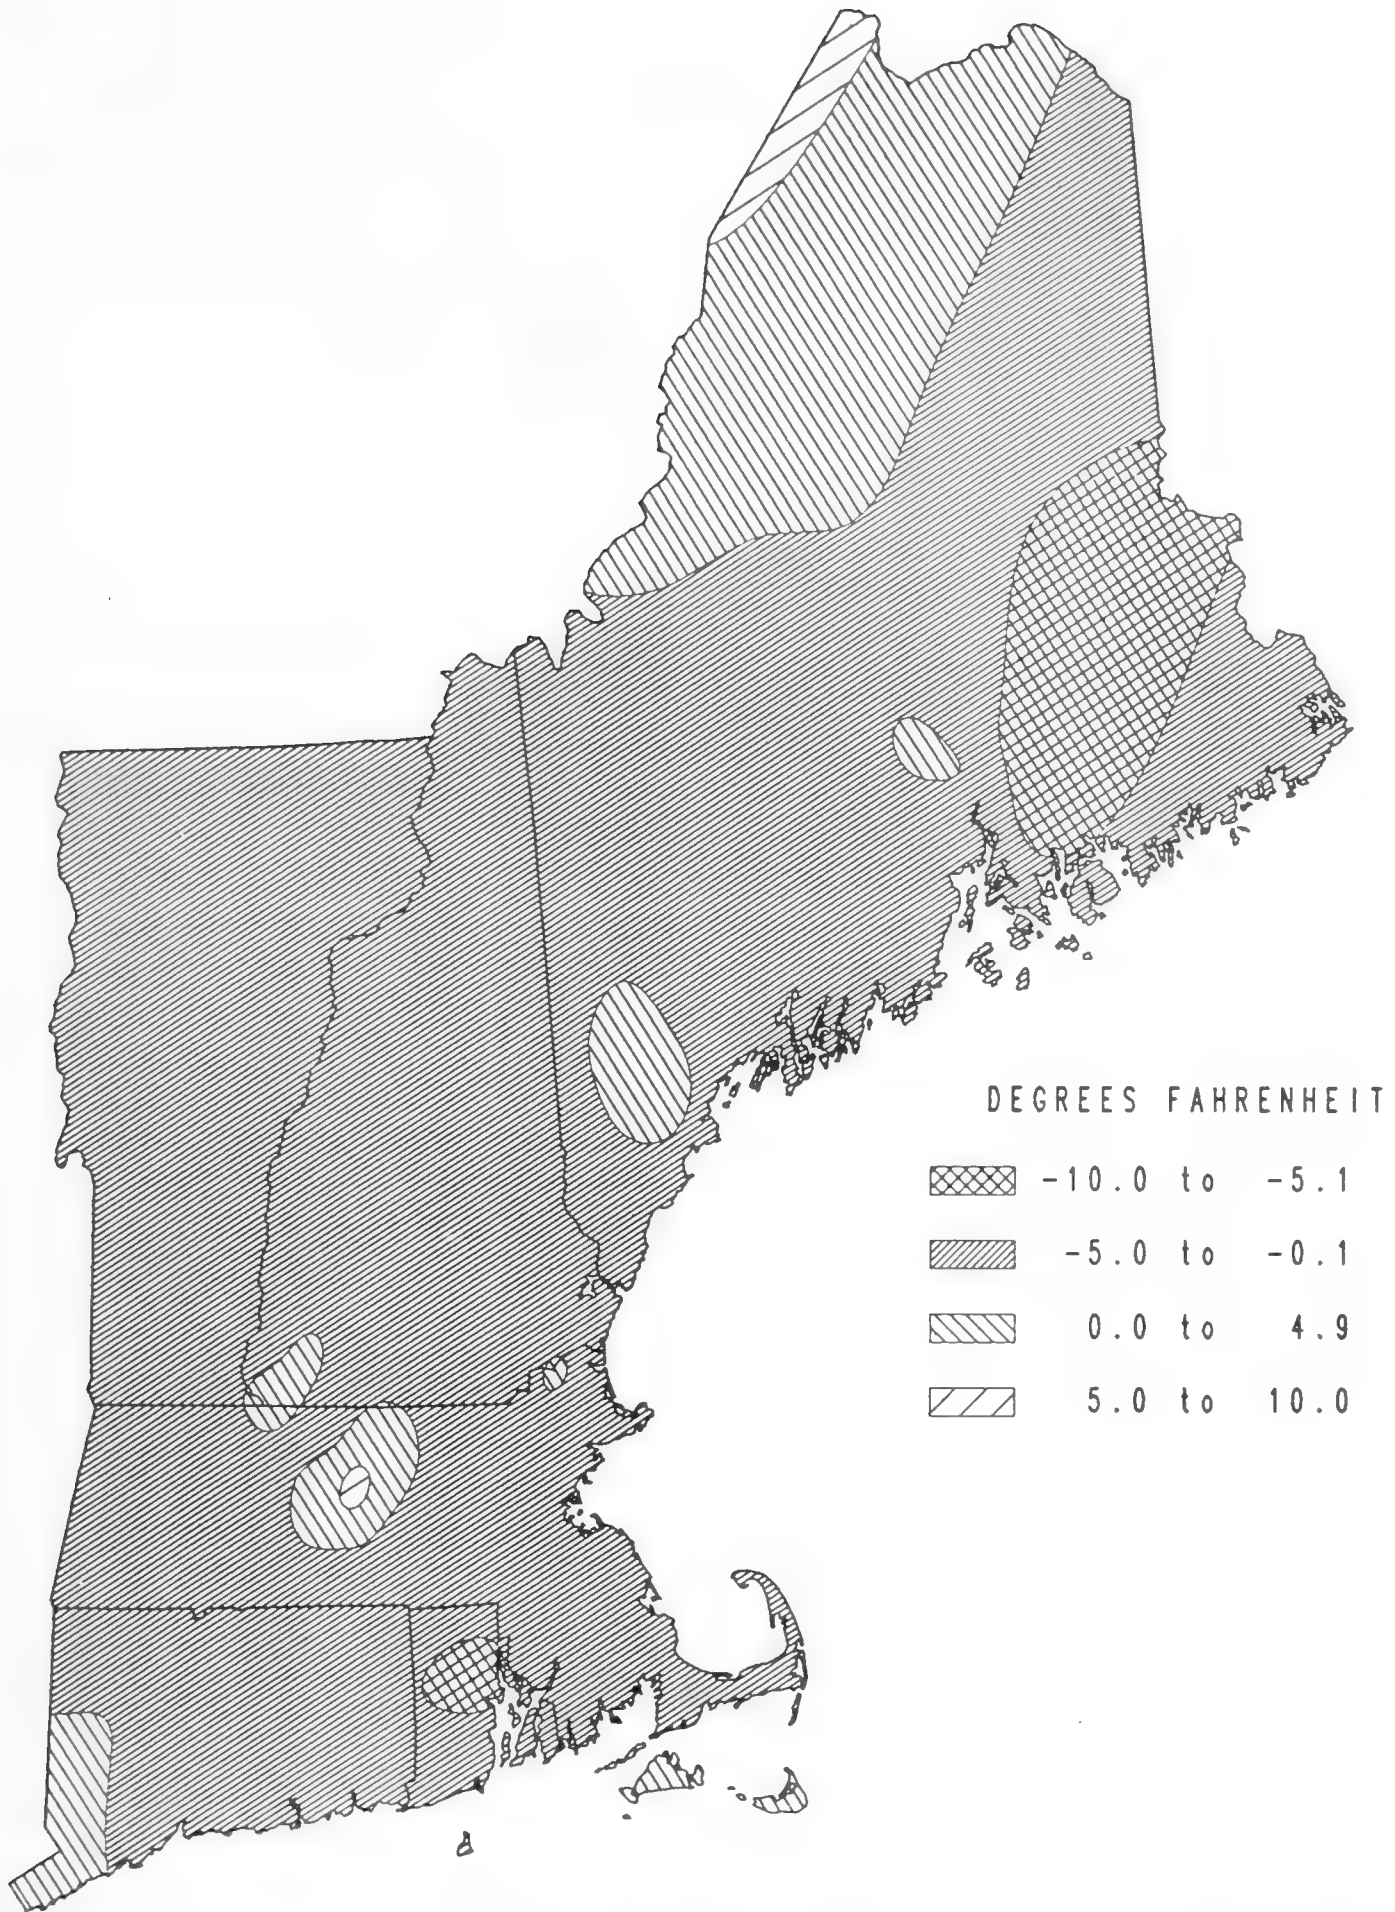 DEGREES FAHRENHEIT
-10.0 to -5.1
-5.0 to -0.1
0.0 to 4.9
5.0 to 10.0